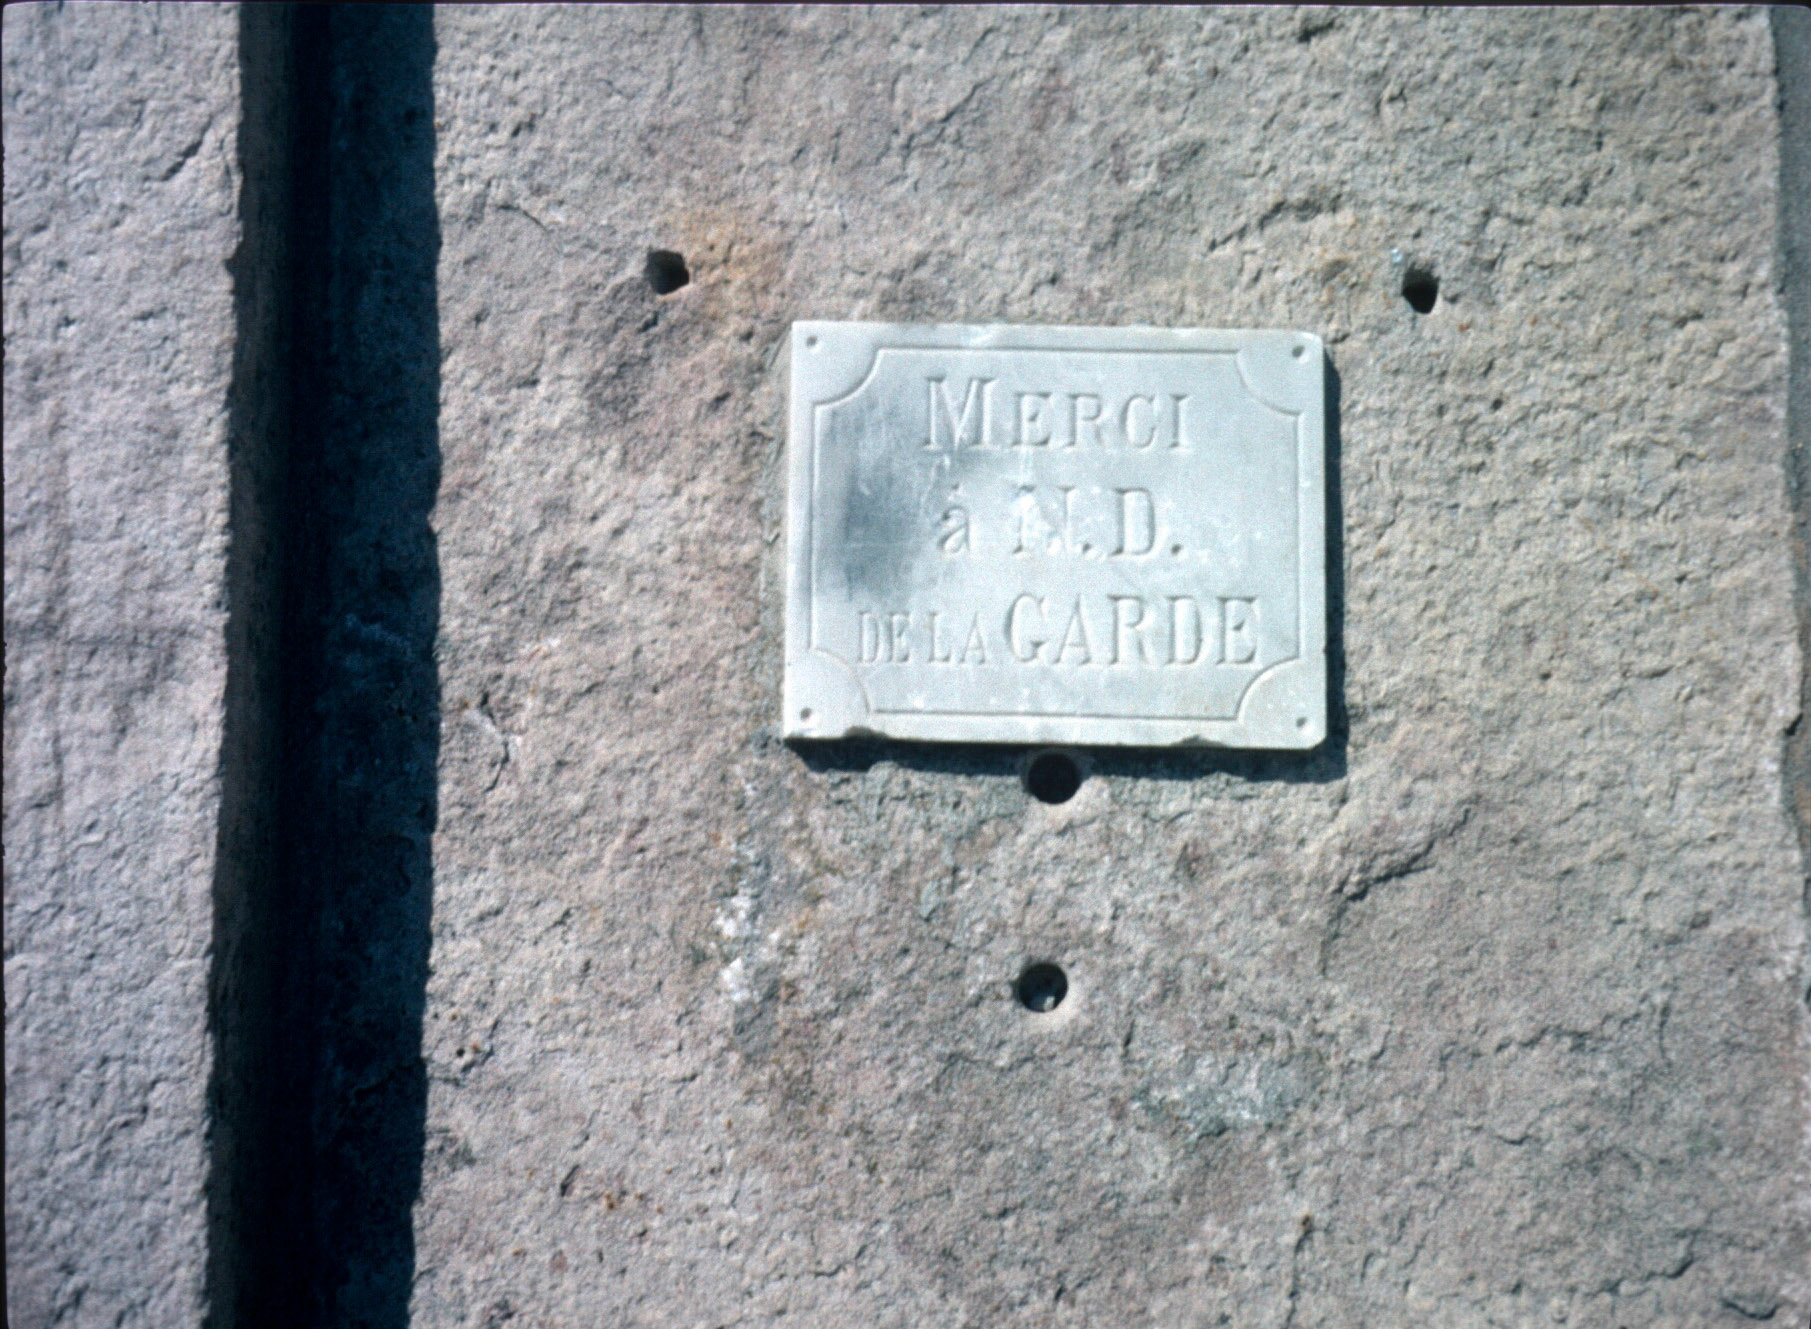 MERCI
à N.D.
DE LA GARDE